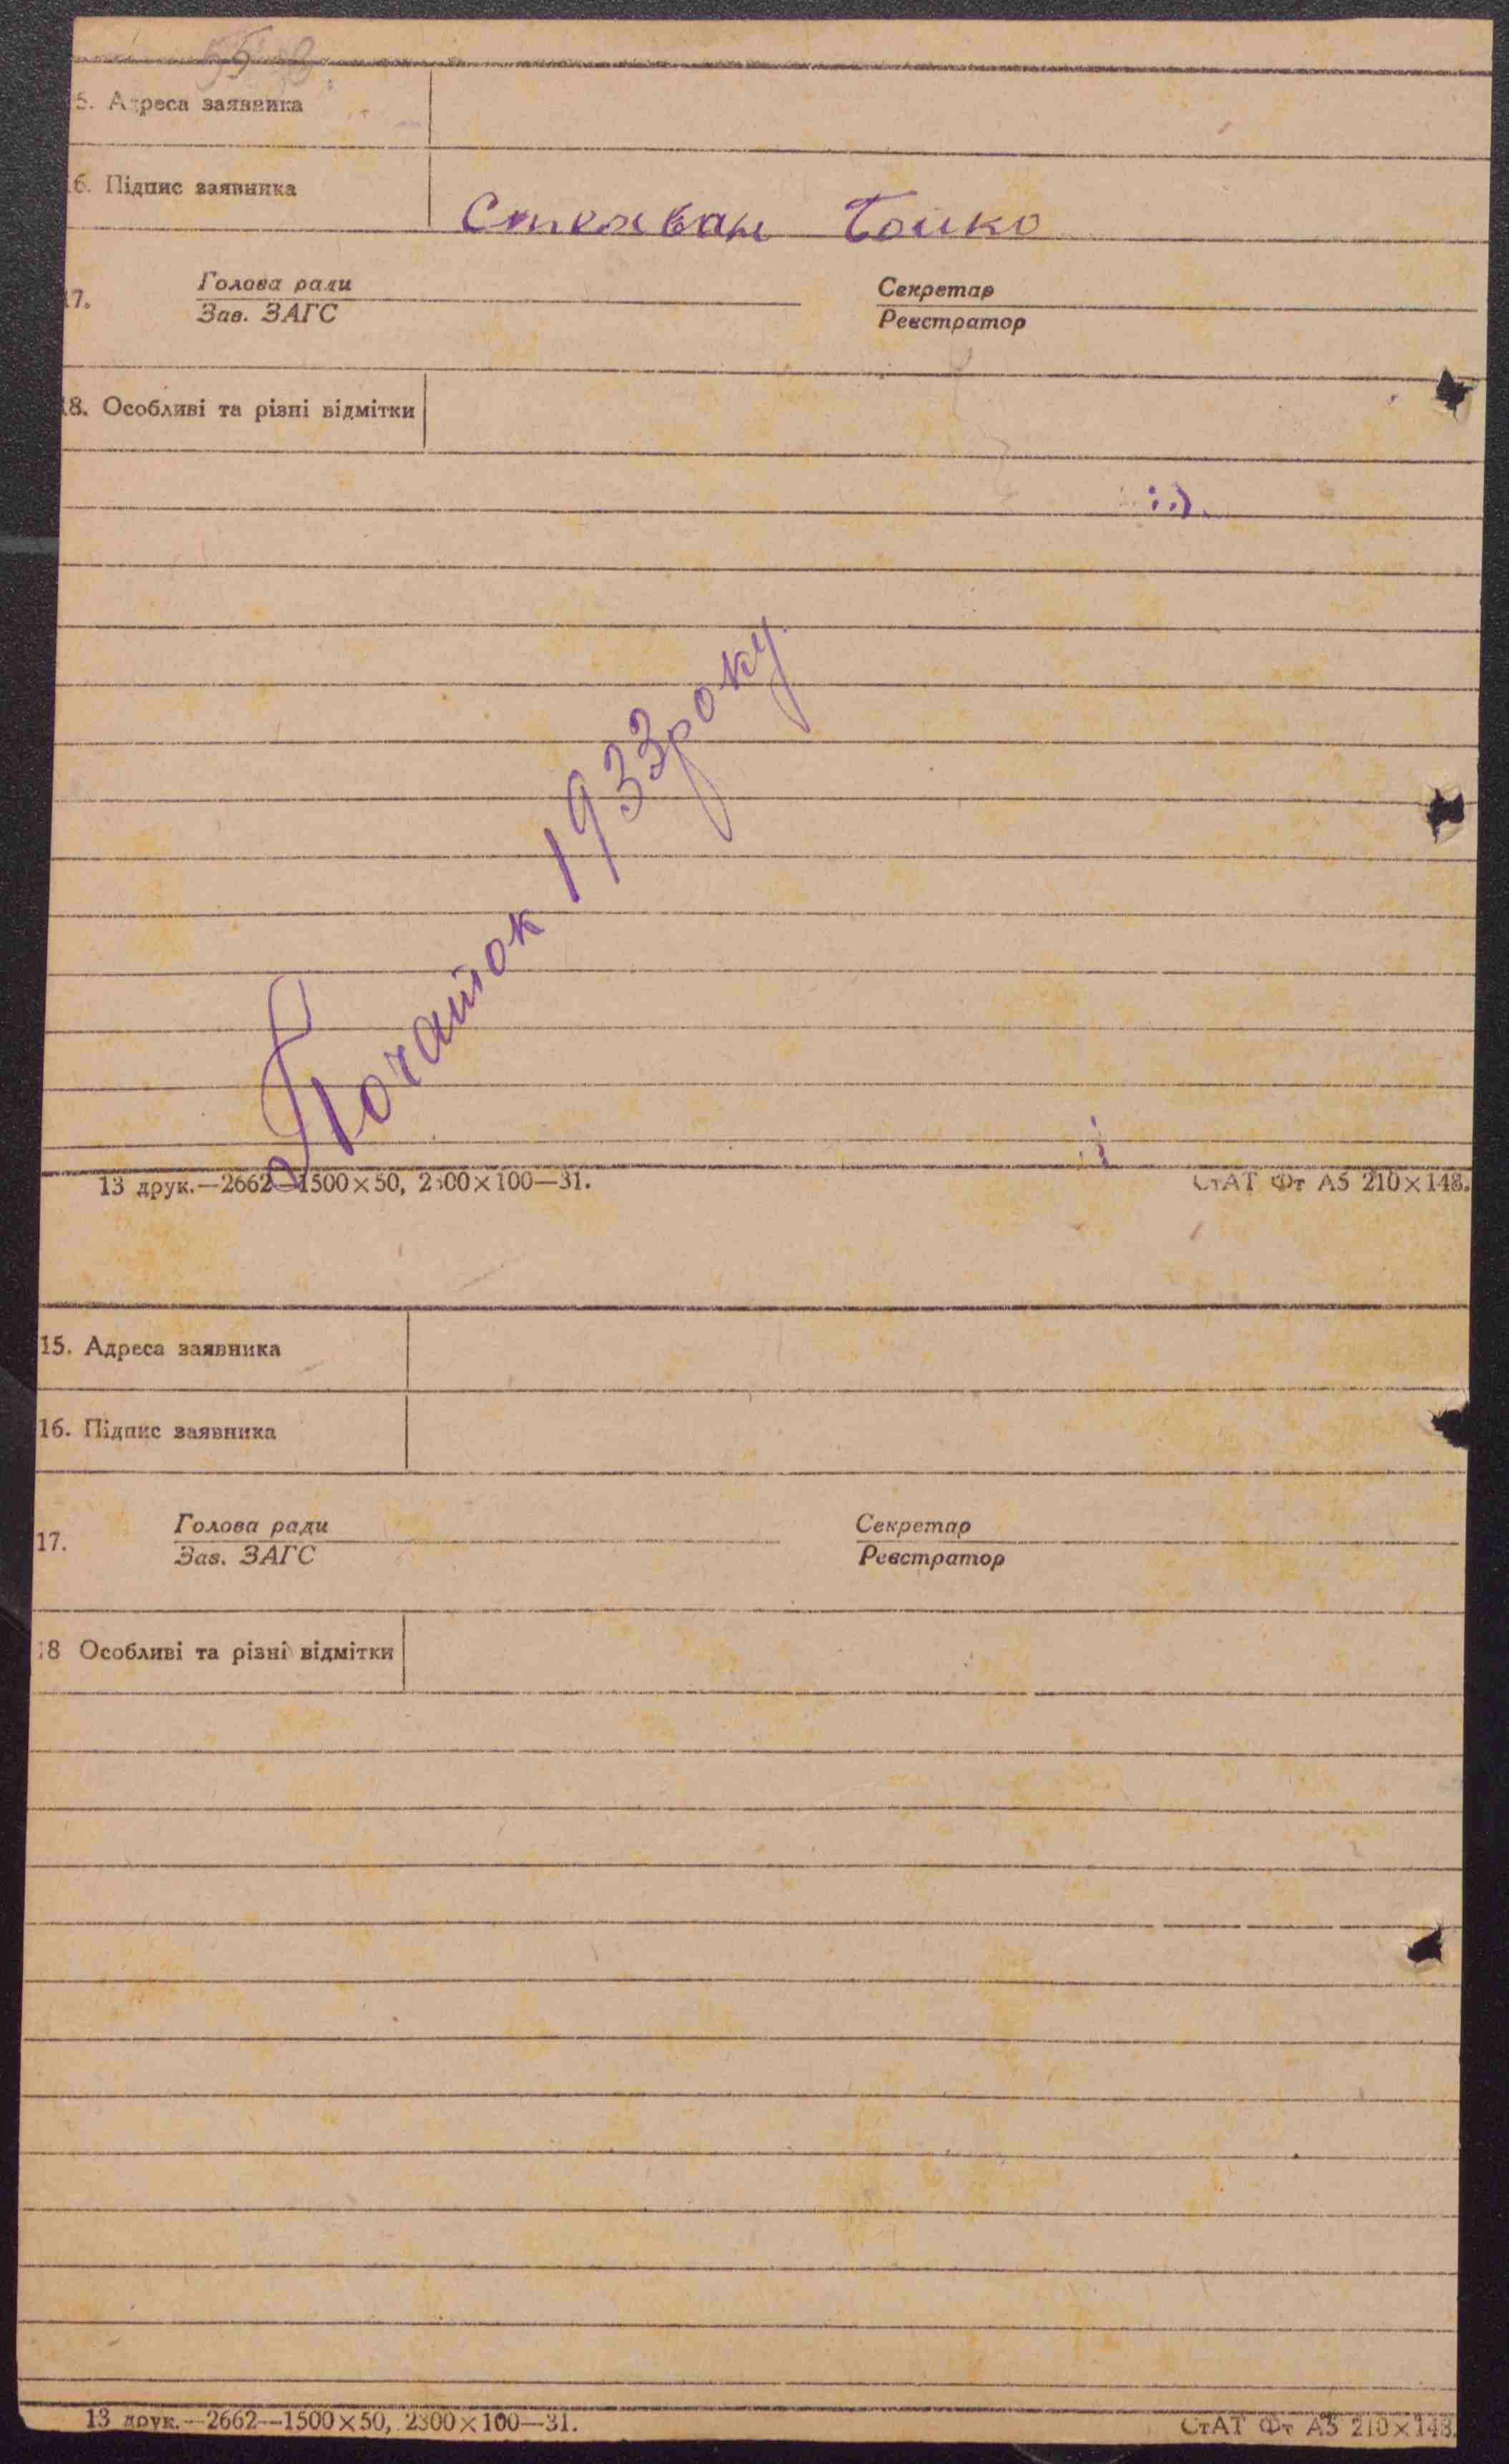 55
5. Адреса заявника
6. Підпис заявника
Бойко
17. Голова ради Секретар
Зав. ЗАГС Реєстратор
18. Особливі та різні відмітки
Початок 1933 року
13 друк.—2662—1500×50, 2300×100—31. СтАТ Фт А5 210×148.
15. Адреса заявника
16. Підпис заявника
17. Голова ради Секретар
Зав. ЗАГС Реєстратор
18 Особливі та різні відмітки
13 друк.—2662—1500×50, 2300×100—31. СтАТ Фт А5 210×148.